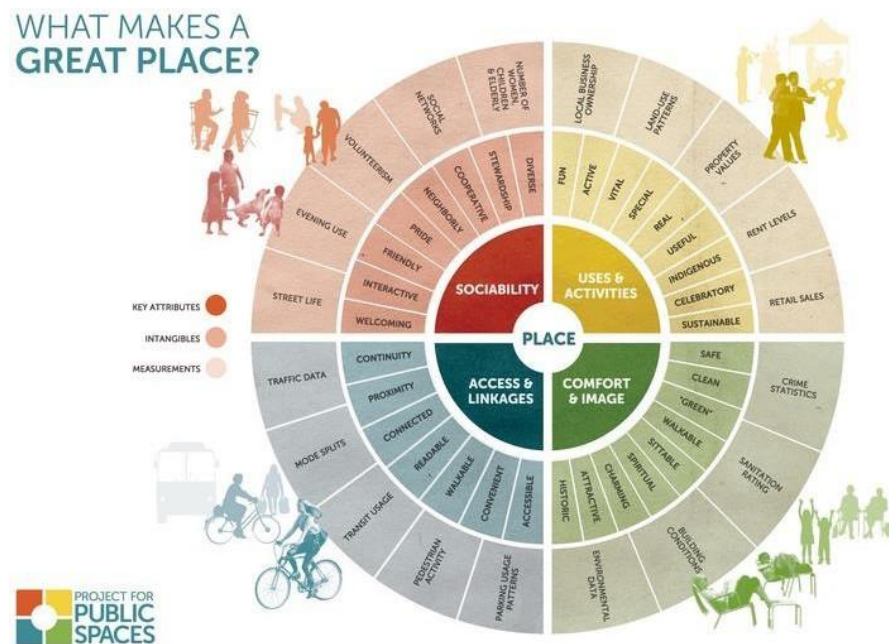 WHAT MAKES A
GREAT PLACE?
NUMBER OF
WOMEN,
CHILDREN
& ELDERLY
SOCIAL
NETWORKS
VOLUNTEERISM
EVENING USE
STREET LIFE
DIVERSE
STEWARDSHIP
COOPERATIVE
NEIGHBORLY
PRIDE
FRIENDLY
INTERACTIVE
WELCOMING
SOCIABILITY
LOCAL BUSINESS
OWNERSHIP
LAND-USE
PATTERNS
PROPERTY
VALUES
RENT LEVELS
RETAIL SALES
FUN
ACTIVE
VITAL
SPECIAL
REAL
USEFUL
INDIGENOUS
CELEBRATORY
SUSTAINABLE
USES &
ACTIVITIES
KEY ATTRIBUTES
INTANGIBLES
MEASUREMENTS
PLACE
ACCESS &
LINKAGES
CONTINUITY
PROXIMITY
CONNECTED
READABLE
WALKABLE
CONVENIENT
ACCESSIBLE
TRAFFIC DATA
MODE SPLITS
TRANSIT USAGE
PEDESTRIAN
ACTIVITY
PARKING USAGE
PATTERNS
COMFORT
& IMAGE
SAFE
CLEAN
"GREEN"
WALKABLE
SITTABLE
SPIRITUAL
CHARMING
ATTRACTIVE
HISTORIC
CRIME
STATISTICS
SANITATION
RATING
BUILDING
CONDITIONS
ENVIRONMENTAL
DATA
PROJECT FOR
PUBLIC
SPACES